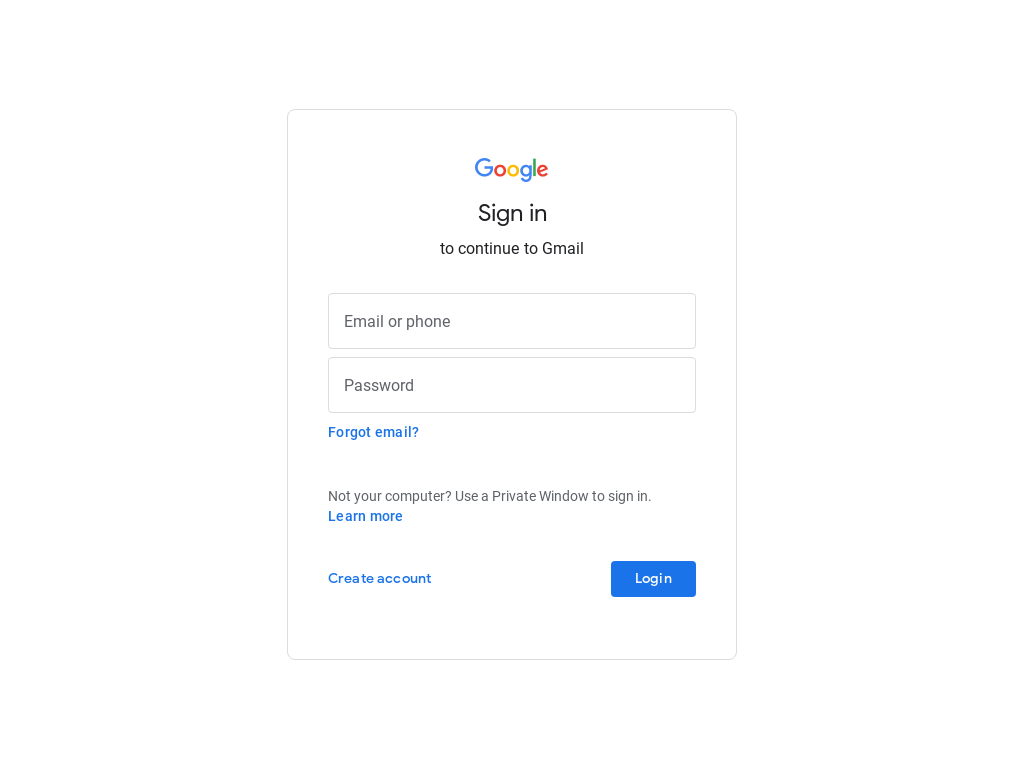 Google
Sign in
to continue to Gmail
Email or phone
Password
Forgot email?
Not your computer? Use a Private Window to sign in.
Learn more
Create account
Login